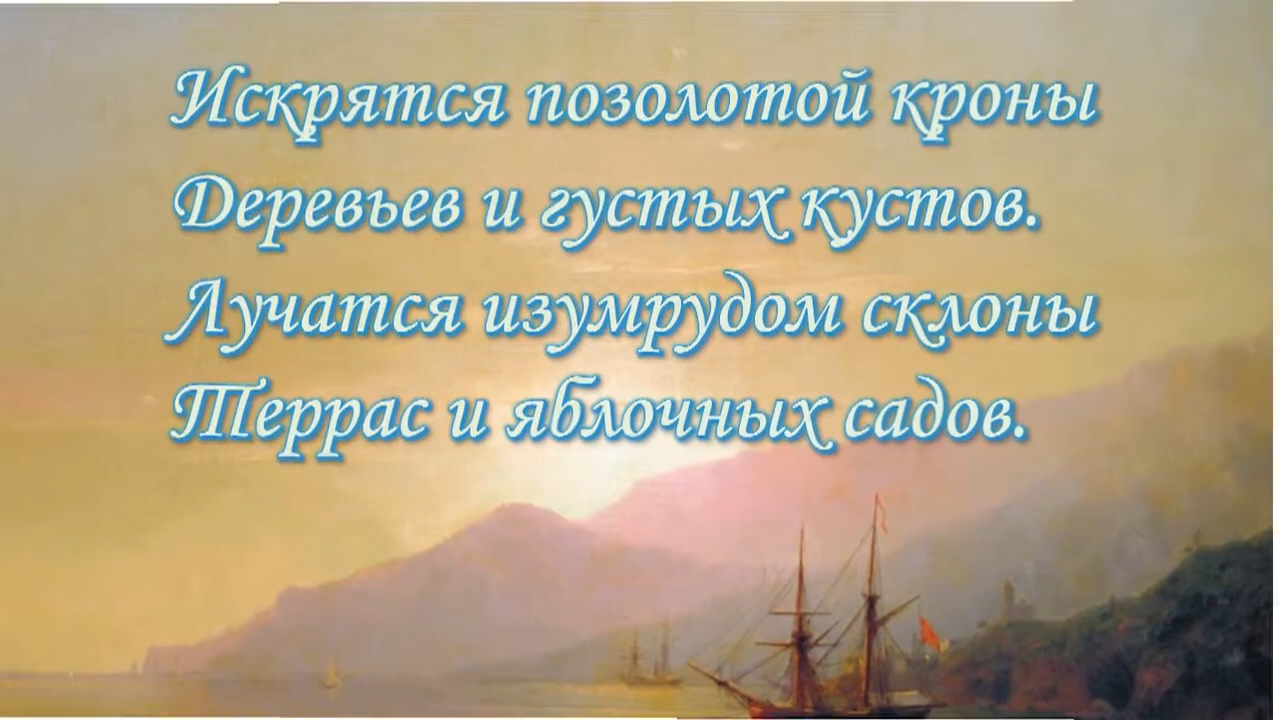 Искрятся позолотой кроны
Деревьев и густых кустов.
Лучатся изумрудом склоны
Террас и яблочных садов.